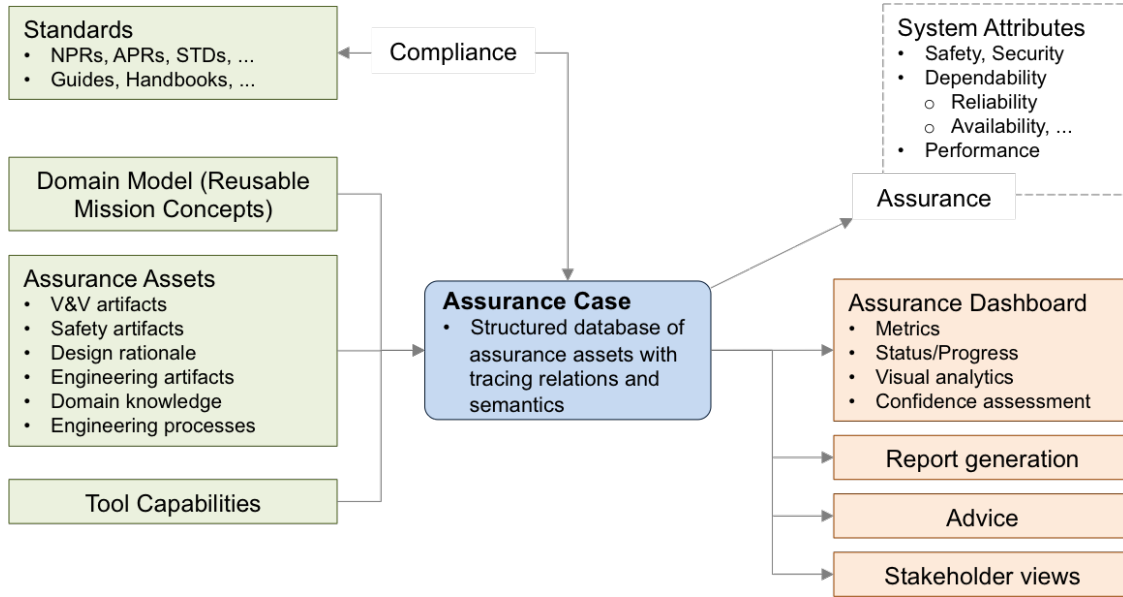 Standards
• NPRs, APRs, STDs, ...
• Guides, Handbooks, ...
Compliance
System Attributes
• Safety, Security
• Dependability
o Reliability
o Availability, ...
• Performance
Assurance
Domain Model (Reusable
Mission Concepts)
Assurance Assets
• V&V artifacts
• Safety artifacts
• Design rationale
• Engineering artifacts
• Domain knowledge
• Engineering processes
Tool Capabilities
Assurance Case
• Structured database of
assurance assets with
tracing relations and
semantics
Assurance Dashboard
• Metrics
• Status/Progress
• Visual analytics
• Confidence assessment
Report generation
Advice
Stakeholder views